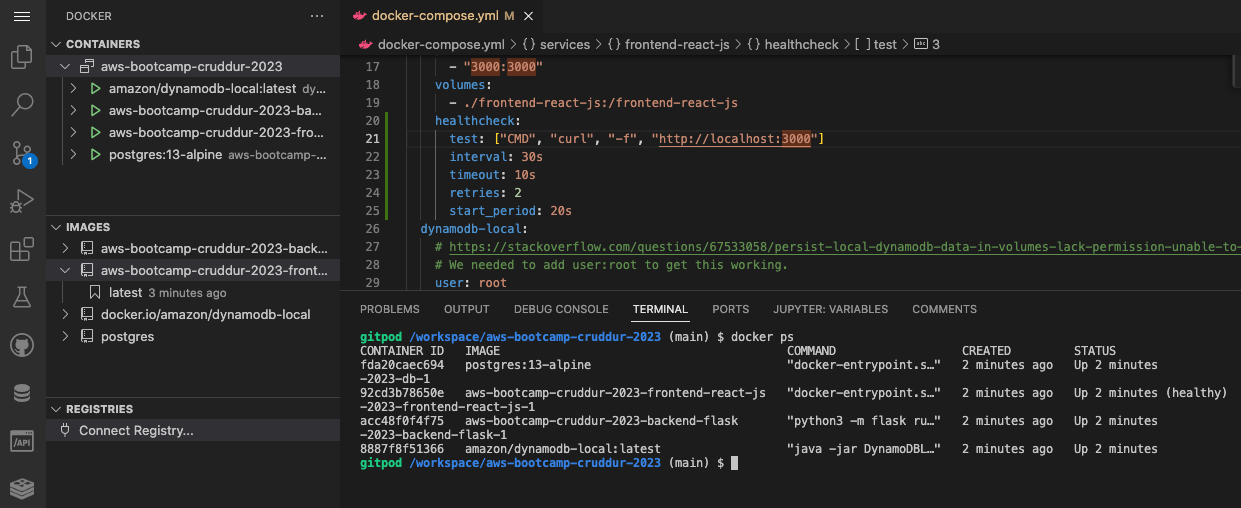 DOCKER
CONTAINERS
aws-bootcamp-cruddur-2023
amazon/dynamodb-local:latest dy...
aws-bootcamp-cruddur-2023-ba...
aws-bootcamp-cruddur-2023-fro...
postgres:13-alpine aws-bootcamp-...
1
IMAGES
aws-bootcamp-cruddur-2023-back...
aws-bootcamp-cruddur-2023-front...
latest 3 minutes ago
docker.io/amazon/dynamodb-local
postgres
REGISTRIES
Connect Registry...
/API
docker-compose.yml M
docker-compose.yml > {} services > {} frontend-react-js > {} healthcheck > [ ] test > abc 3
17 - "3000:3000"
18 volumes:
19 - ./frontend-react-js:/frontend-react-js
20 healthcheck:
21 test: ["CMD", "curl", "-f", "http://localhost:3000"]
22 interval: 30s
23 timeout: 10s
24 retries: 2
25 start_period: 20s
26 dynamodb-local:
27 # https://stackoverflow.com/questions/67533058/persist-local-dynamodb-data-in-volumes-lack-permission-unable-to-
28 # We needed to add user:root to get this working.
29 user: root
PROBLEMS OUTPUT DEBUG CONSOLE TERMINAL PORTS JUPYTER: VARIABLES COMMENTS
gitpod /workspace/aws-bootcamp-cruddur-2023 (main) $ docker ps
CONTAINER ID IMAGE COMMAND CREATED STATUS
fda20caec694 postgres:13-alpine "docker-entrypoint.s…" 2 minutes ago Up 2 minutes
-2023-db-1
92cd3b78650e aws-bootcamp-cruddur-2023-frontend-react-js "docker-entrypoint.s…" 2 minutes ago Up 2 minutes (healthy)
-2023-frontend-react-js-1
acc48f0f4f75 aws-bootcamp-cruddur-2023-backend-flask "python3 -m flask ru…" 2 minutes ago Up 2 minutes
-2023-backend-flask-1
8887f8f51366 amazon/dynamodb-local:latest "java -jar DynamoDBL…" 2 minutes ago Up 2 minutes
gitpod /workspace/aws-bootcamp-cruddur-2023 (main) $